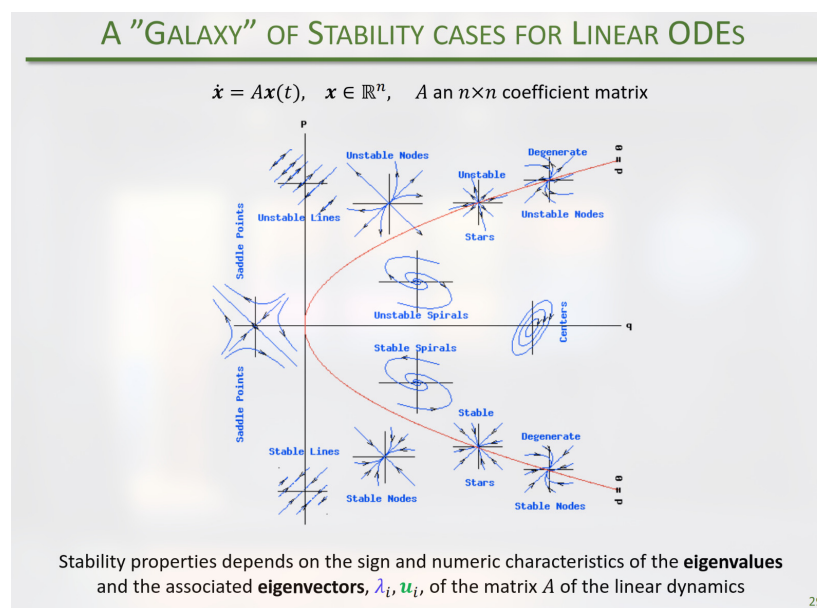 A "GALAXY" OF STABILITY CASES FOR LINEAR ODES
ẋ = Ax(t), x ∈ ℝⁿ, A an n×n coefficient matrix
P
Unstable Nodes
Unstable
Degenerate
d = 0
Unstable Lines
Stars
Unstable Nodes
Saddle Points
Unstable Spirals
Centers
q
Stable Spirals
Saddle Points
Stable
Stable Lines
Degenerate
Stable Nodes
Stars
Stable Nodes
d = 0
Stability properties depends on the sign and numeric characteristics of the eigenvalues
and the associated eigenvectors, λᵢ, uᵢ, of the matrix A of the linear dynamics